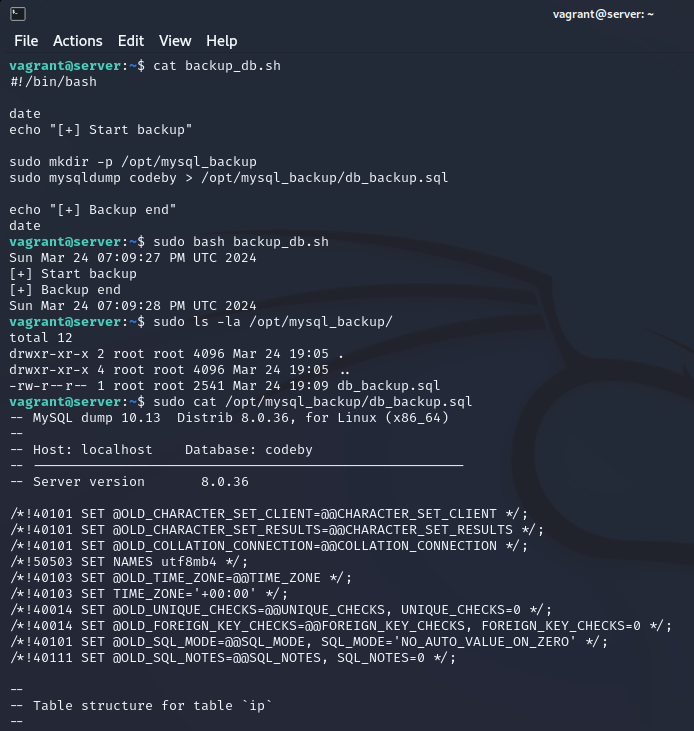 vagrant@server: ~
File Actions Edit View Help
vagrant@server:~$ cat backup_db.sh
#!/bin/bash
date
echo "[+] Start backup"
sudo mkdir -p /opt/mysql_backup
sudo mysqldump codeby > /opt/mysql_backup/db_backup.sql
echo "[+] Backup end"
date
vagrant@server:~$ sudo bash backup_db.sh
Sun Mar 24 07:09:27 PM UTC 2024
[+] Start backup
[+] Backup end
Sun Mar 24 07:09:28 PM UTC 2024
vagrant@server:~$ sudo ls -la /opt/mysql_backup/
total 12
drwxr-xr-x 2 root root 4096 Mar 24 19:05 .
drwxr-xr-x 4 root root 4096 Mar 24 19:05 ..
-rw-r--r-- 1 root root 2541 Mar 24 19:09 db_backup.sql
vagrant@server:~$ sudo cat /opt/mysql_backup/db_backup.sql
-- MySQL dump 10.13  Distrib 8.0.36, for Linux (x86_64)
--
-- Host: localhost    Database: codeby
-- ------------------------------------------------------
-- Server version       8.0.36
/*!40101 SET @OLD_CHARACTER_SET_CLIENT=@@CHARACTER_SET_CLIENT */;
/*!40101 SET @OLD_CHARACTER_SET_RESULTS=@@CHARACTER_SET_RESULTS */;
/*!40101 SET @OLD_COLLATION_CONNECTION=@@COLLATION_CONNECTION */;
/*!50503 SET NAMES utf8mb4 */;
/*!40103 SET @OLD_TIME_ZONE=@@TIME_ZONE */;
/*!40103 SET TIME_ZONE='+00:00' */;
/*!40014 SET @OLD_UNIQUE_CHECKS=@@UNIQUE_CHECKS, UNIQUE_CHECKS=0 */;
/*!40014 SET @OLD_FOREIGN_KEY_CHECKS=@@FOREIGN_KEY_CHECKS, FOREIGN_KEY_CHECKS=0 */;
/*!40101 SET @OLD_SQL_MODE=@@SQL_MODE, SQL_MODE='NO_AUTO_VALUE_ON_ZERO' */;
/*!40111 SET @OLD_SQL_NOTES=@@SQL_NOTES, SQL_NOTES=0 */;
--
-- Table structure for table `ip`
--